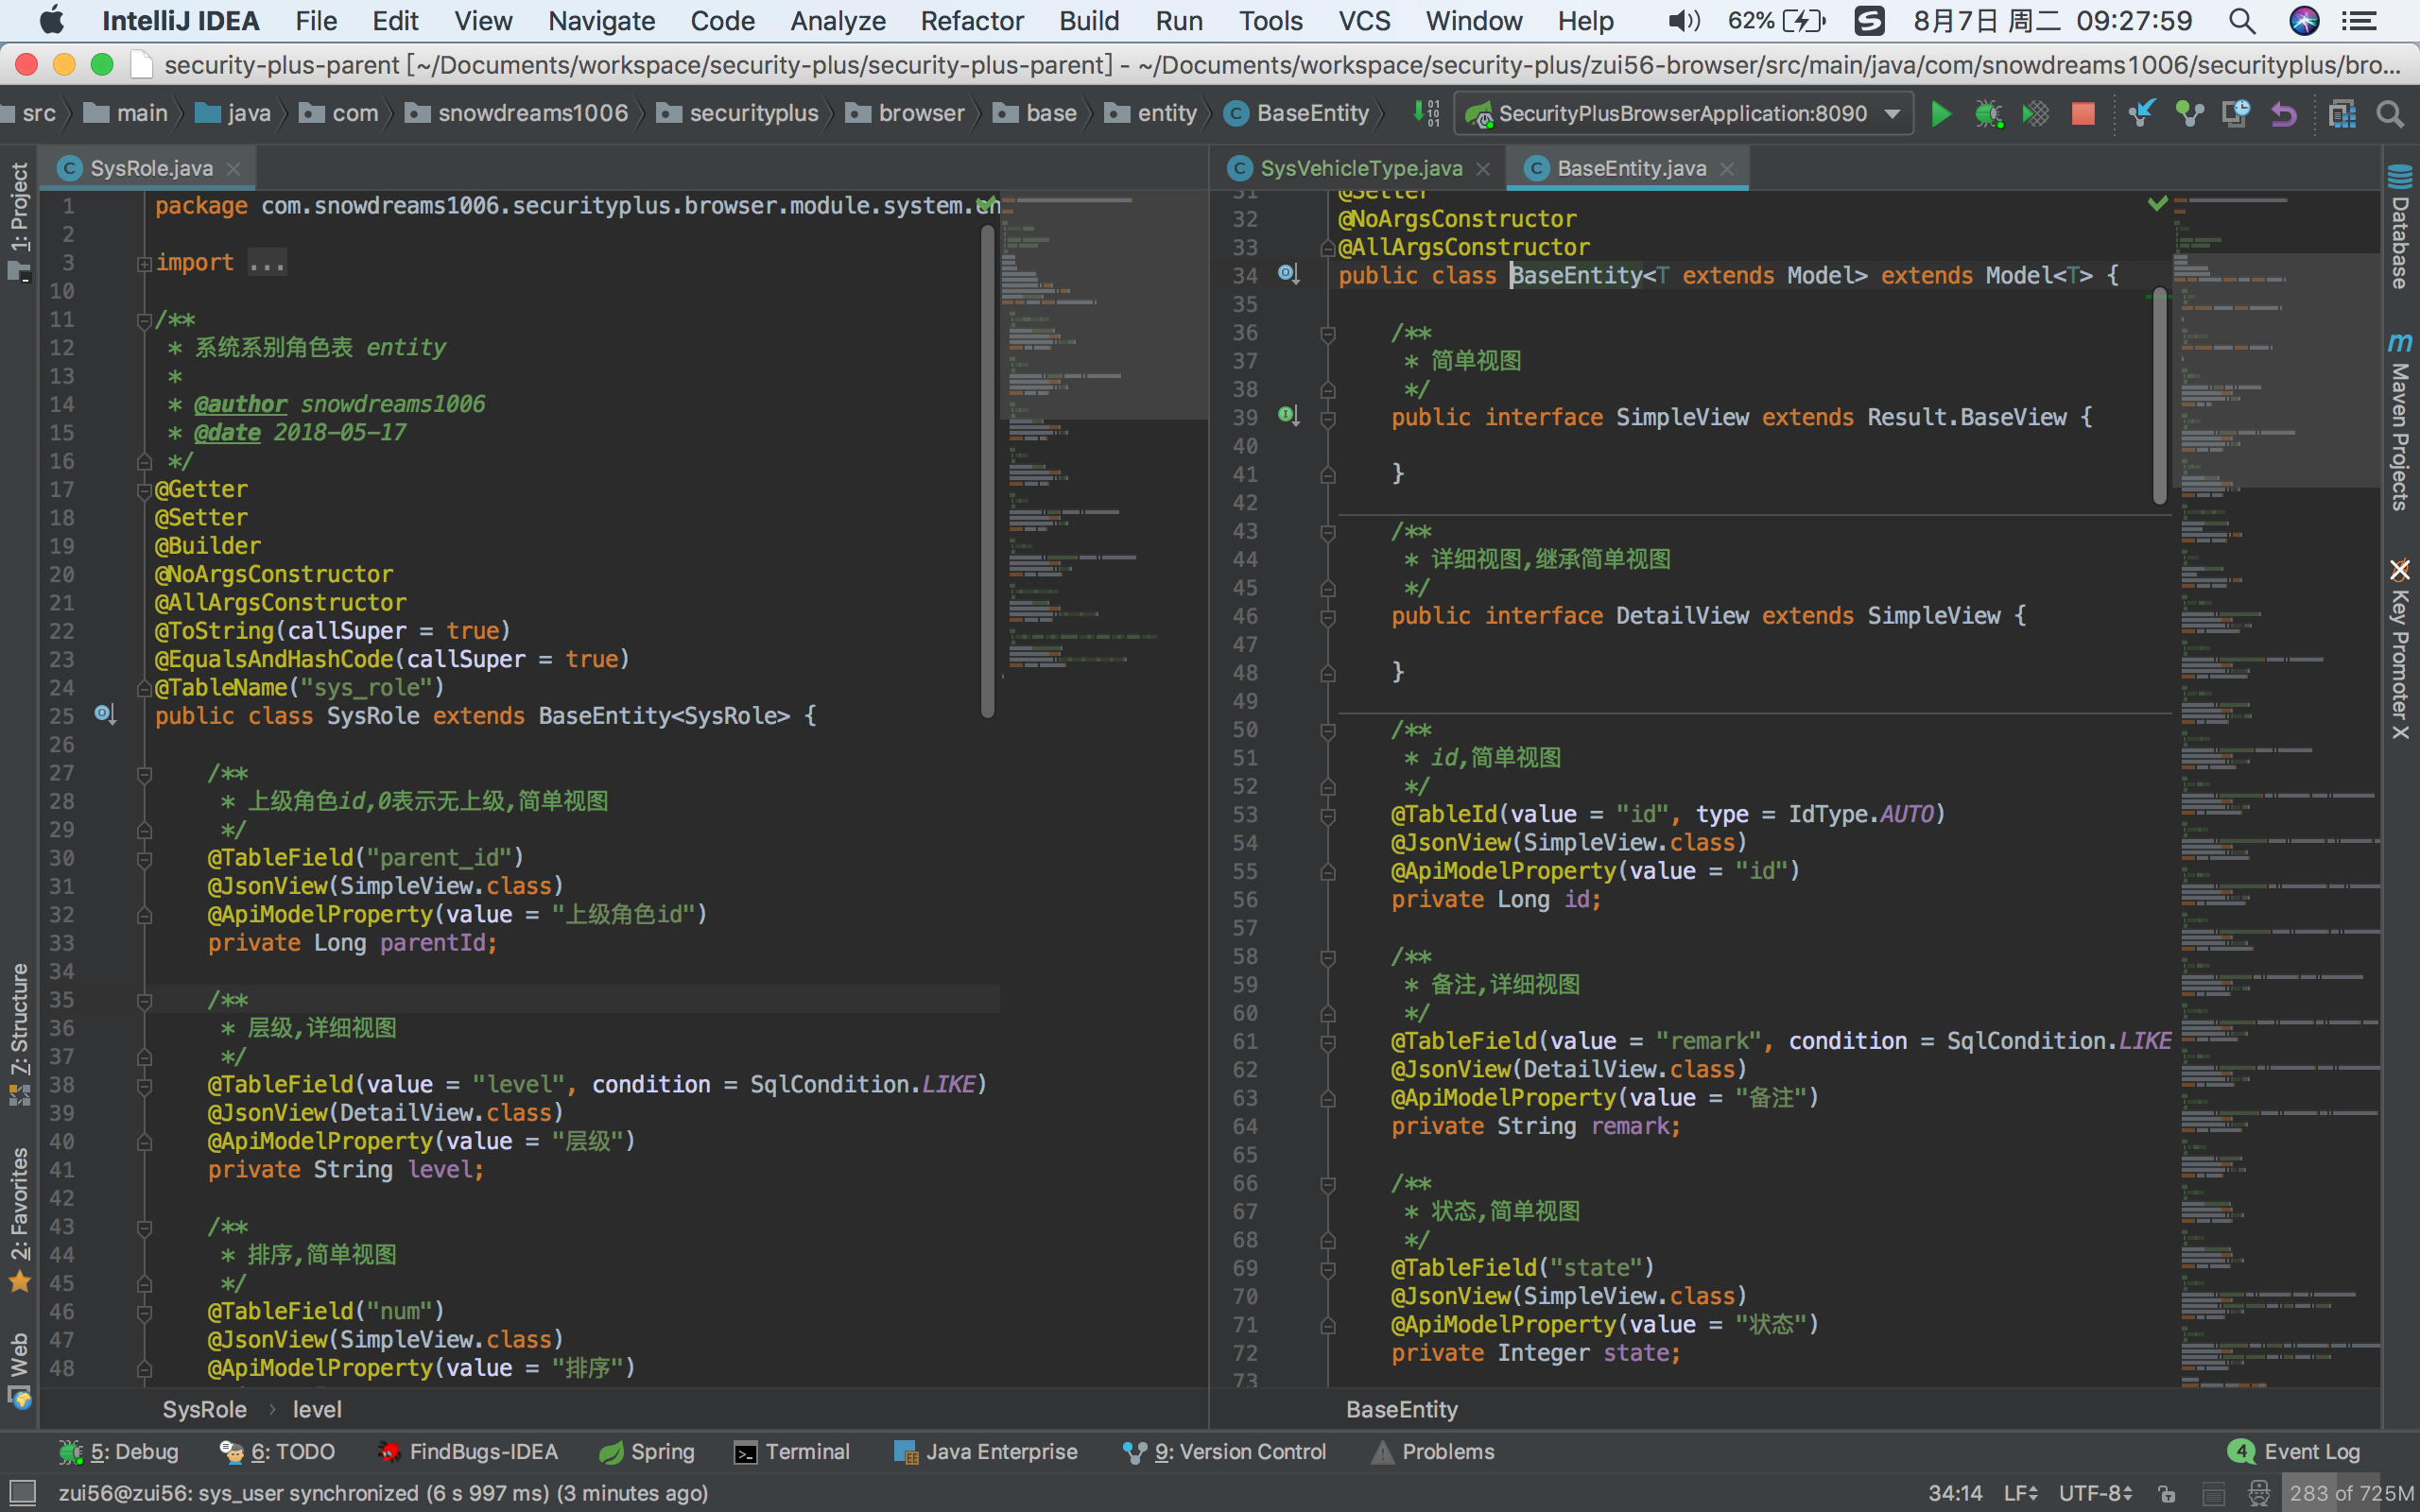 IntelliJ IDEA File Edit View Navigate Code Analyze Refactor Build Run Tools VCS Window Help 62% 8月7日 周二 09:27:59
security-plus-parent [~/Documents/workspace/security-plus/security-plus-parent] - ~/Documents/workspace/security-plus/zui56-browser/src/main/java/com/snowdreams1006/securityplus/bro...
src main java com snowdreams1006 securityplus browser base entity BaseEntity SecurityPlusBrowserApplication:8090
1: Project
7: Structure
2: Favorites
Web
SysRole.java
1 package com.snowdreams1006.securityplus.browser.module.system.en
2
3 import ...
10
11 /**
12 * 系统系别角色表 entity
13 *
14 * @author snowdreams1006
15 * @date 2018-05-17
16 */
17 @Getter
18 @Setter
19 @Builder
20 @NoArgsConstructor
21 @AllArgsConstructor
22 @ToString(callSuper = true)
23 @EqualsAndHashCode(callSuper = true)
24 @TableName("sys_role")
25 public class SysRole extends BaseEntity<SysRole> {
26
27 /**
28 * 上级角色id,0表示无上级,简单视图
29 */
30 @TableField("parent_id")
31 @JsonView(SimpleView.class)
32 @ApiModelProperty(value = "上级角色id")
33 private Long parentId;
34
35 /**
36 * 层级,详细视图
37 */
38 @TableField(value = "level", condition = SqlCondition.LIKE)
39 @JsonView(DetailView.class)
40 @ApiModelProperty(value = "层级")
41 private String level;
42
43 /**
44 * 排序,简单视图
45 */
46 @TableField("num")
47 @JsonView(SimpleView.class)
48 @ApiModelProperty(value = "排序")
SysRole › level
SysVehicleType.java BaseEntity.java
31 @Setter
32 @NoArgsConstructor
33 @AllArgsConstructor
34 public class BaseEntity<T extends Model> extends Model<T> {
35
36 /**
37 * 简单视图
38 */
39 public interface SimpleView extends Result.BaseView {
40
41 }
42
43 /**
44 * 详细视图,继承简单视图
45 */
46 public interface DetailView extends SimpleView {
47
48 }
49
50 /**
51 * id,简单视图
52 */
53 @TableId(value = "id", type = IdType.AUTO)
54 @JsonView(SimpleView.class)
55 @ApiModelProperty(value = "id")
56 private Long id;
57
58 /**
59 * 备注,详细视图
60 */
61 @TableField(value = "remark", condition = SqlCondition.LIKE
62 @JsonView(DetailView.class)
63 @ApiModelProperty(value = "备注")
64 private String remark;
65
66 /**
67 * 状态,简单视图
68 */
69 @TableField("state")
70 @JsonView(SimpleView.class)
71 @ApiModelProperty(value = "状态")
72 private Integer state;
73
BaseEntity
Database
Maven Projects
Key Promoter X
5: Debug 6: TODO FindBugs-IDEA Spring Terminal Java Enterprise 9: Version Control Problems 4 Event Log
zui56@zui56: sys_user synchronized (6 s 997 ms) (3 minutes ago) 34:14 LF UTF-8 283 of 725M